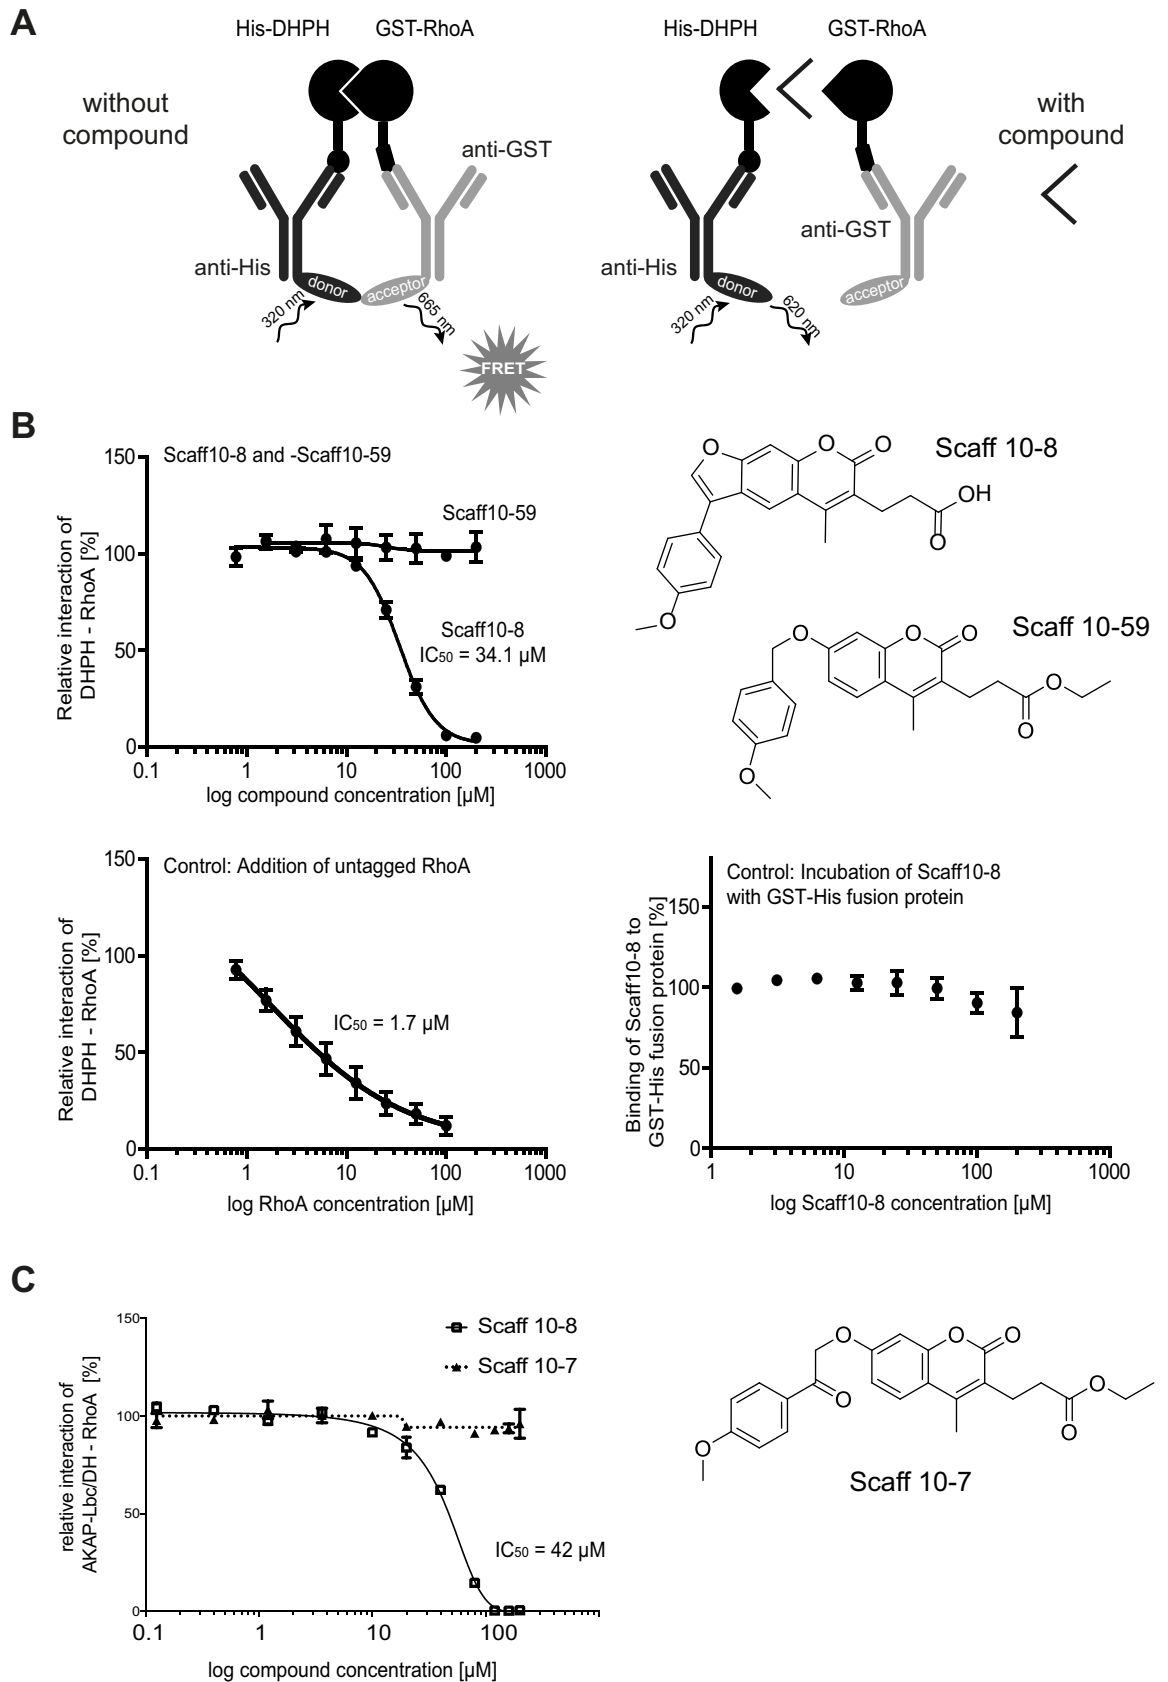 A
His-DHPH
GST-RhoA
His-DHPH
GST-RhoA
without
compound
with
compound
anti-GST
anti-GST
anti-His
anti-His
donor
acceptor
donor
acceptor
320 nm
665 nm
320 nm
620 nm
FRET
B
Scaff10-8 and -Scaff10-59
Relative interaction of
DHPH - RhoA [%]
150
100
50
0
Scaff10-59
Scaff10-8
IC50 = 34.1 µM
0.1
1
10
100
1000
log compound concentration [µM]
O
O
O
OH
O
O
Scaff 10-8
O
O
O
O
O
O
Scaff 10-59
Control: Addition of untagged RhoA
Relative interaction of
DHPH - RhoA [%]
150
100
50
0
IC50 = 1.7 µM
0.1
1
10
100
1000
log RhoA concentration [µM]
Control: Incubation of Scaff10-8
with GST-His fusion protein
Binding of Scaff10-8 to
GST-His fusion protein [%]
150
100
50
0
1
10
100
1000
log Scaff10-8 concentration [µM]
C
relative interaction of
AKAP-Lbc/DH - RhoA [%]
150
100
50
0
Scaff 10-8
Scaff 10-7
IC50 = 42 µM
0.1
1
10
100
log compound concentration [µM]
O
O
O
O
O
O
O
Scaff 10-7